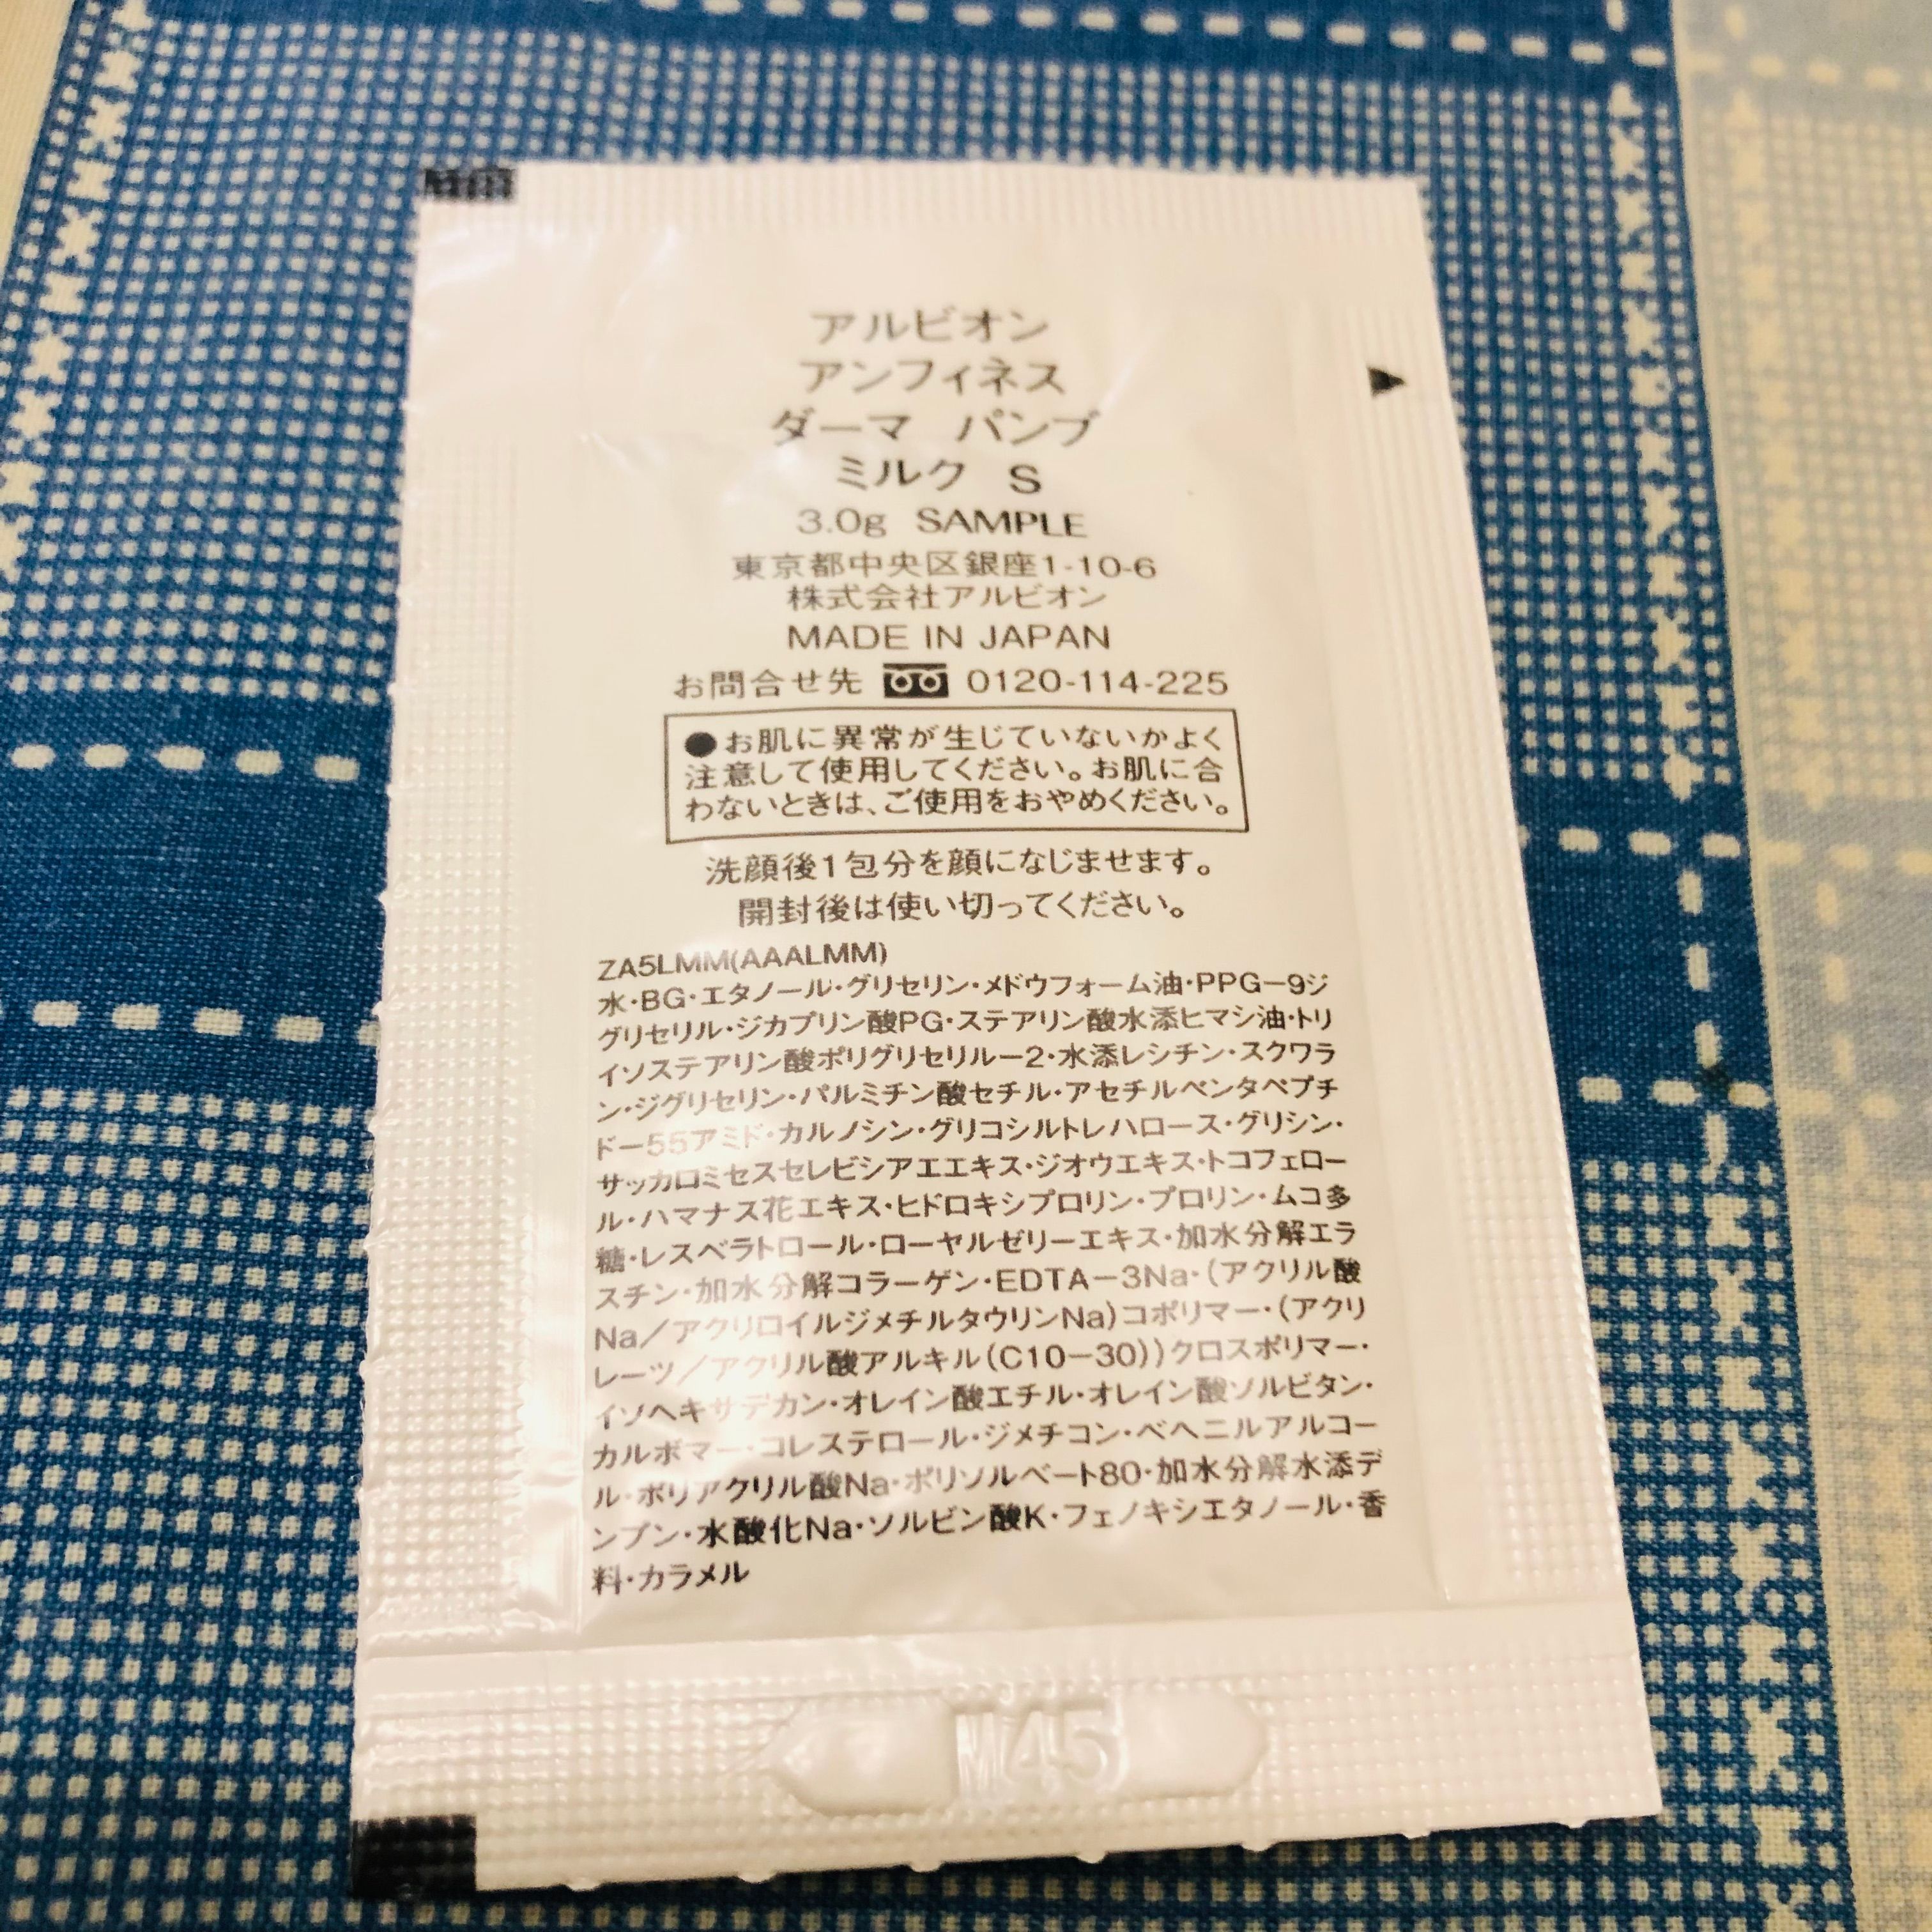 アルビオン
アンフィネス
ダーマ パンプ
ミルク S
3.0g SAMPLE
東京都中央区銀座1-10-6
株式会社アルビオン
MADE IN JAPAN
お問合せ先 0120-114-225
●お肌に異常が生じていないかよく
注意して使用してください。お肌に合
わないときは、ご使用をおやめください。
洗顔後1包分を顔になじませます。
開封後は使い切ってください。
ZA5LMM(AAALMM)
水・BG・エタノール・グリセリン・メドウフォーム油・PPG－9ジ
グリセリル・ジカプリン酸PG・ステアリン酸水添ヒマシ油・トリ
イソステアリン酸ポリグリセリル－2・水添レシチン・スクワラ
ン・ジグリセリン・パルミチン酸セチル・アセチルペンタペプチ
ド－55アミド・カルノシン・グリコシルトレハロース・グリシン・
サッカロミセスセレビシアエエキス・ジオウエキス・トコフェロー
ル・ハマナス花エキス・ヒドロキシプロリン・プロリン・ムコ多
糖・レスベラトロール・ローヤルゼリーエキス・加水分解エラ
スチン・加水分解コラーゲン・EDTA－3Na・(アクリル酸
Na／アクリロイルジメチルタウリンNa)コポリマー・(アクリ
レーツ／アクリル酸アルキル(C10－30))クロスポリマー・
イソヘキサデカン・オレイン酸エチル・オレイン酸ソルビタン・
カルボマー・コレステロール・ジメチコン・ベヘニルアルコー
ル・ポリアクリル酸Na・ポリソルベート80・加水分解水添デ
ンプン・水酸化Na・ソルビン酸K・フェノキシエタノール・香
料・カラメル
M45